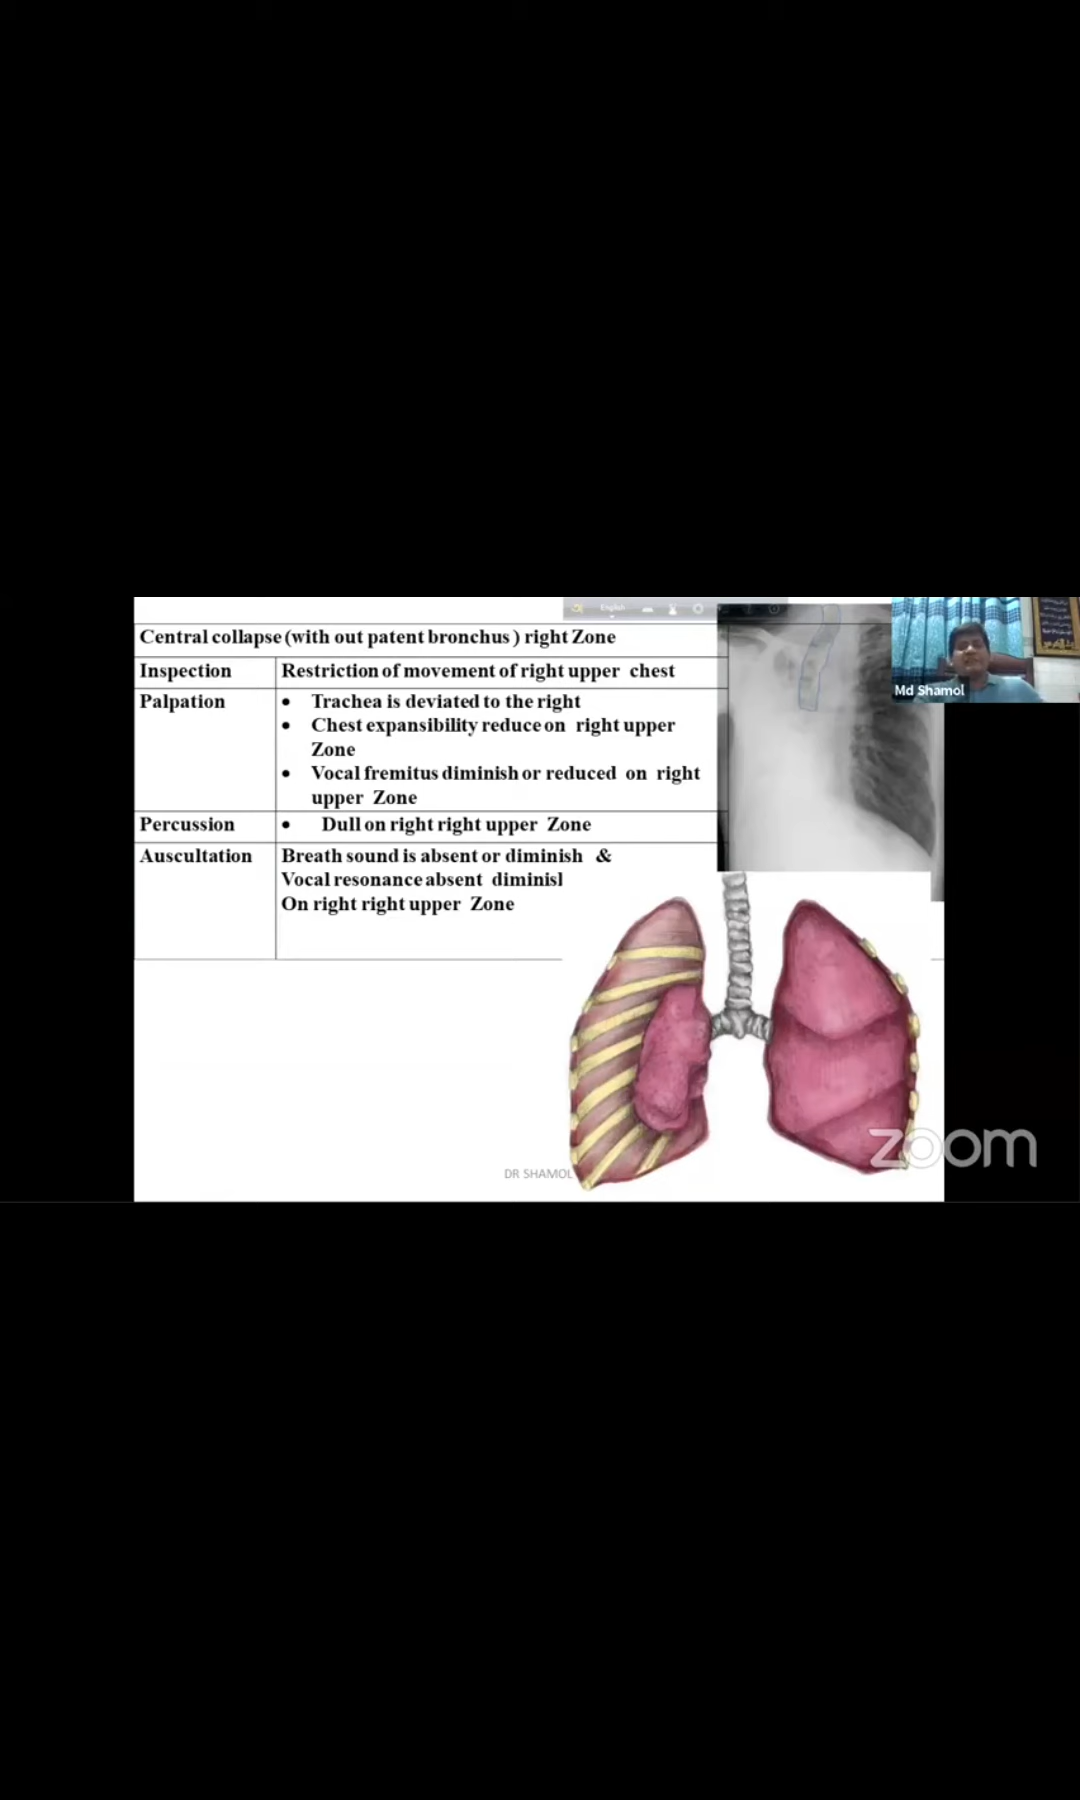 English
Central collapse (with out patent bronchus ) right Zone
Inspection
Restriction of movement of right upper chest
Palpation
• Trachea is deviated to the right
• Chest expansibility reduce on right upper
Zone
• Vocal fremitus diminish or reduced on right
upper Zone
Percussion
• Dull on right right upper Zone
Auscultation
Breath sound is absent or diminish &
Vocal resonance absent diminisl
On right right upper Zone
Md Shamol
DR SHAMOL
zoom